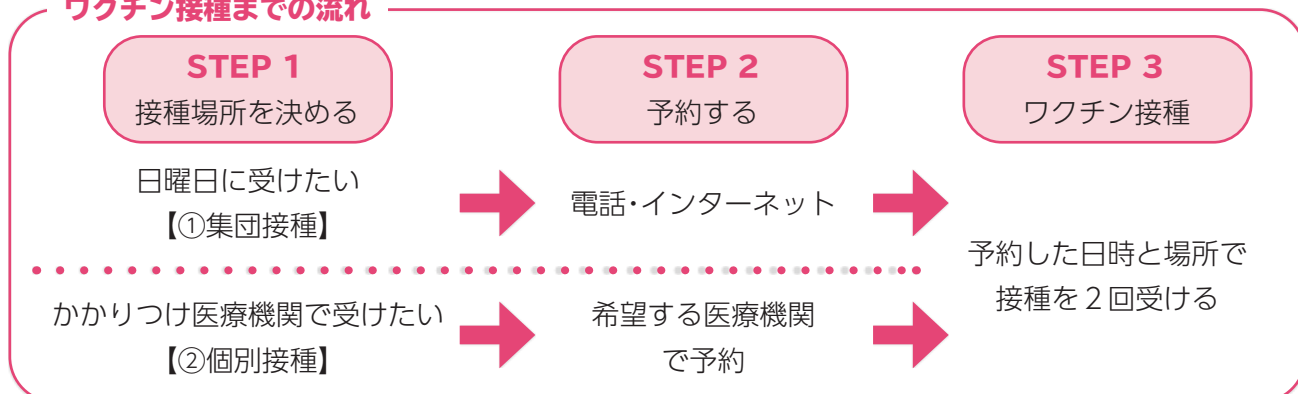 ワクチン接種までの流れ
STEP 1
接種場所を決める
STEP 2
予約する
STEP 3
ワクチン接種
日曜日に受けたい
【①集団接種】
電話・インターネット
かかりつけ医療機関で受けたい
【②個別接種】
希望する医療機関
で予約
予約した日時と場所で
接種を2回受ける